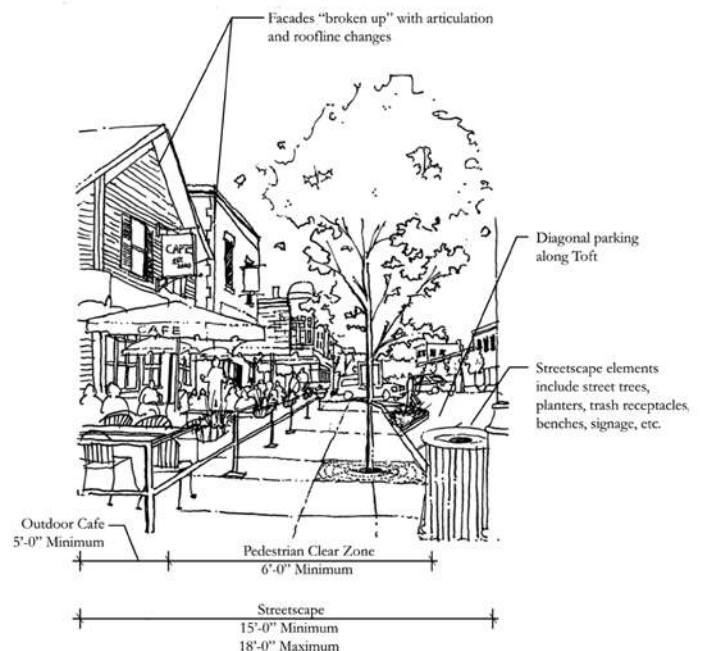 Facades “broken up” with articulation
and roofline changes
CAFE
CAFE
Diagonal parking
along Toft
Streetscape elements
include street trees,
planters, trash receptacles,
benches, signage, etc.
Outdoor Cafe
5’-0” Minimum
Pedestrian Clear Zone
6’-0” Minimum
Streetscape
15’-0” Minimum
18’-0” Maximum